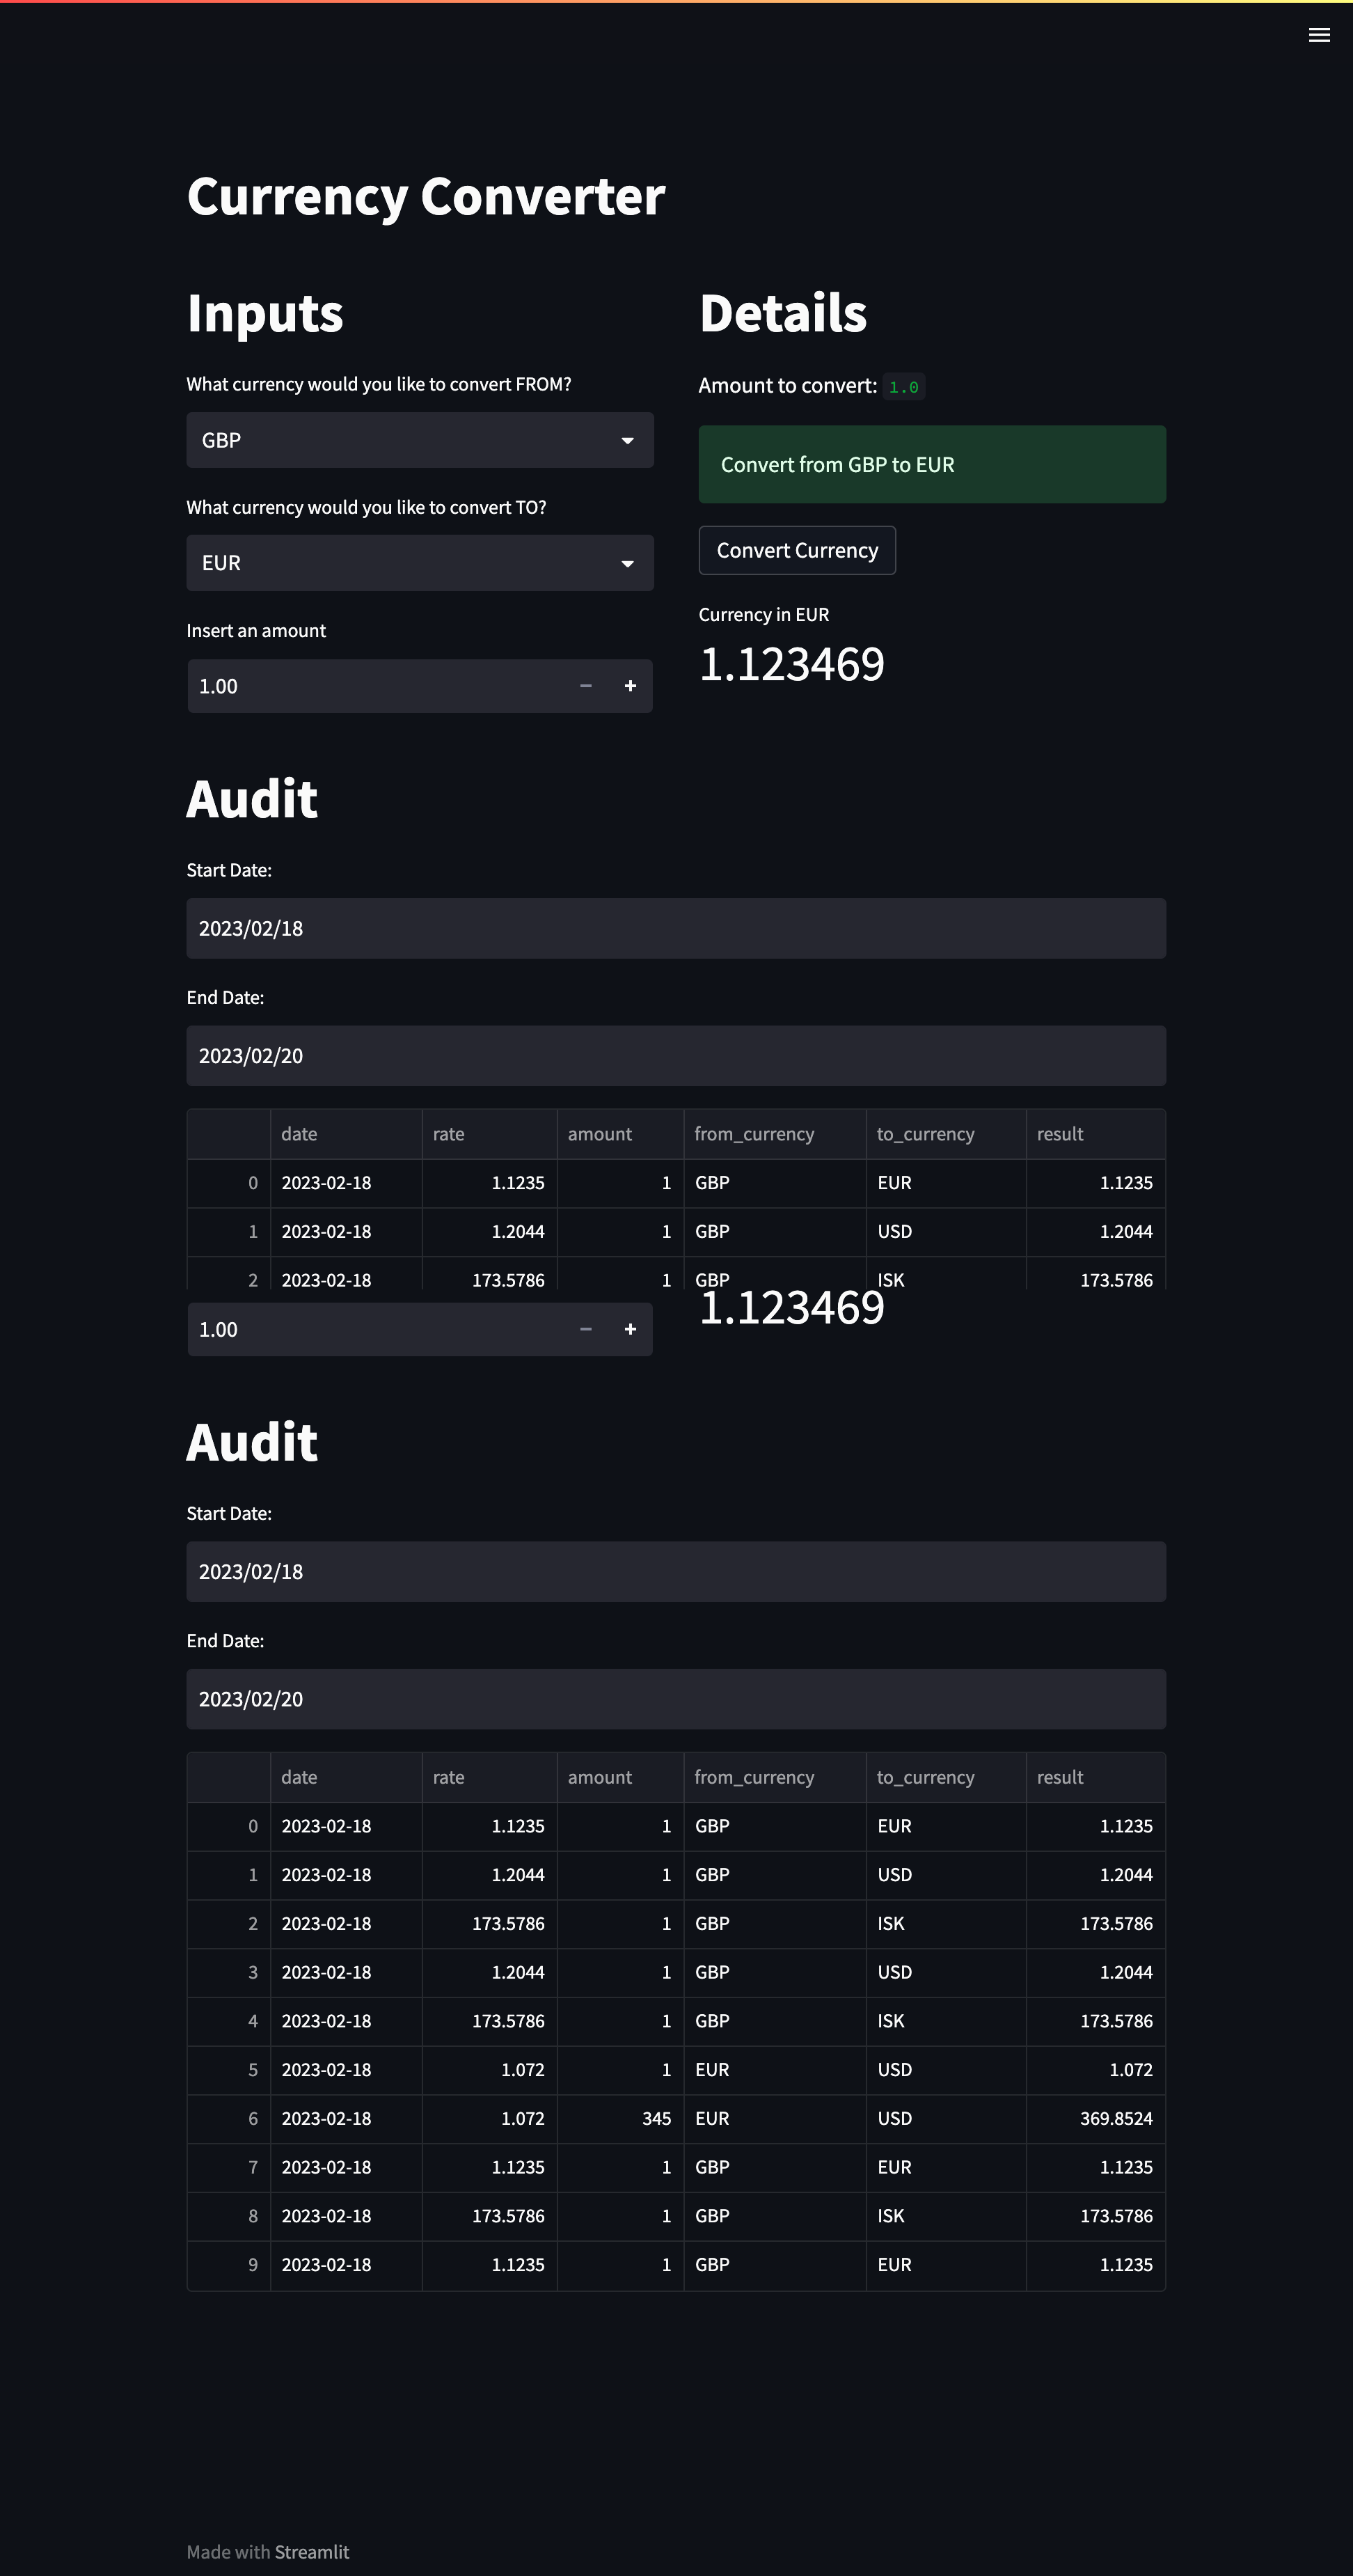 Currency Converter
Inputs
What currency would you like to convert FROM?
GBP
What currency would you like to convert TO?
EUR
Insert an amount
1.00 − +
Details
Amount to convert: 1.0
Convert from GBP to EUR
Convert Currency
Currency in EUR
1.123469
Audit
Start Date:
2023/02/18
End Date:
2023/02/20
date rate amount from_currency to_currency result
0 2023-02-18 1.1235 1 GBP EUR 1.1235
1 2023-02-18 1.2044 1 GBP USD 1.2044
2 2023-02-18 173.5786 1 GBP ISK 173.5786
1.00 − +
1.123469
Audit
Start Date:
2023/02/18
End Date:
2023/02/20
date rate amount from_currency to_currency result
0 2023-02-18 1.1235 1 GBP EUR 1.1235
1 2023-02-18 1.2044 1 GBP USD 1.2044
2 2023-02-18 173.5786 1 GBP ISK 173.5786
3 2023-02-18 1.2044 1 GBP USD 1.2044
4 2023-02-18 173.5786 1 GBP ISK 173.5786
5 2023-02-18 1.072 1 EUR USD 1.072
6 2023-02-18 1.072 345 EUR USD 369.8524
7 2023-02-18 1.1235 1 GBP EUR 1.1235
8 2023-02-18 173.5786 1 GBP ISK 173.5786
9 2023-02-18 1.1235 1 GBP EUR 1.1235
Made with Streamlit